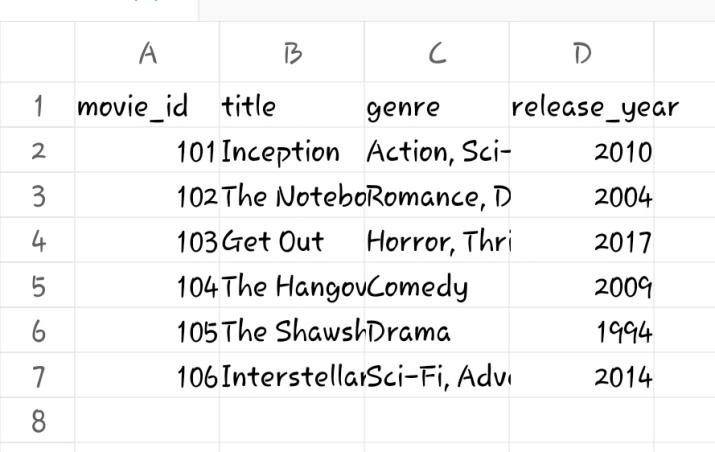 A B C D
1 movie_id title genre release_year
2 101 Inception Action, Sci- 2010
3 102 The Notebo Romance, D 2004
4 103 Get Out Horror, Thri 2017
5 104 The Hangov Comedy 2009
6 105 The Shawsh Drama 1994
7 106 Interstellar Sci-Fi, Adv 2014
8